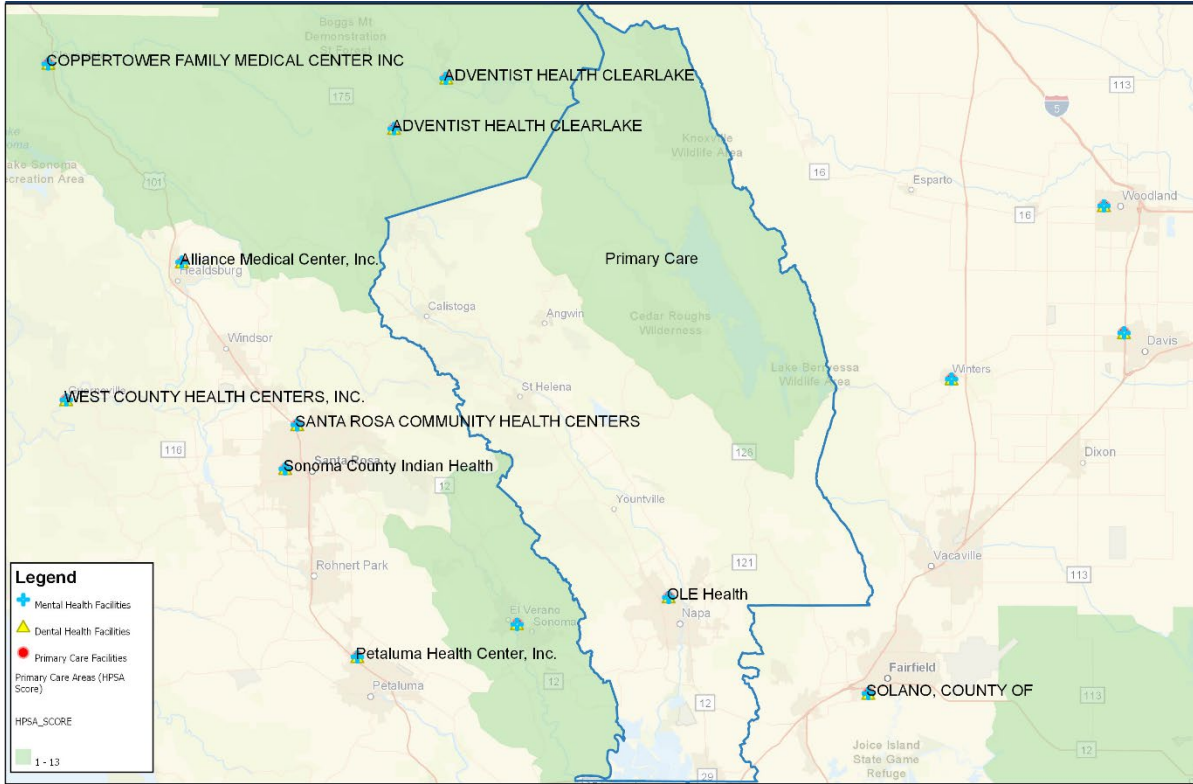 Boggs Mt
Demonstration
St Forest
COPPERTOWER FAMILY MEDICAL CENTER INC
ADVENTIST HEALTH CLEARLAKE
113
175
5
ADVENTIST HEALTH CLEARLAKE
Knoxville
Wildlife Area
Lake Sonoma
Recreation Area
101
16
Esparto
16
Woodland
Alliance Medical Center, Inc.
Healdsburg
Primary Care
Calistoga
Angwin
Cedar Roughs
Wilderness
Windsor
Davis
Lake Berryessa
Wildlife Area
Winters
St Helena
WEST COUNTY HEALTH CENTERS, INC.
SANTA ROSA COMMUNITY HEALTH CENTERS
116
128
Dixon
Sonoma County Indian Health
Santa Rosa
12
Yountville
121
Vacaville
113
Rohnert Park
OLE Health
Napa
El Verano
Sonoma
Petaluma Health Center, Inc.
Petaluma
Fairfield
SOLANO, COUNTY OF
12
12
113
12
Joice Island
State Game
Refuge
29
Legend
Mental Health Facilities
Dental Health Facilities
Primary Care Facilities
Primary Care Areas (HPSA
Score)
HPSA_SCORE
1 - 13